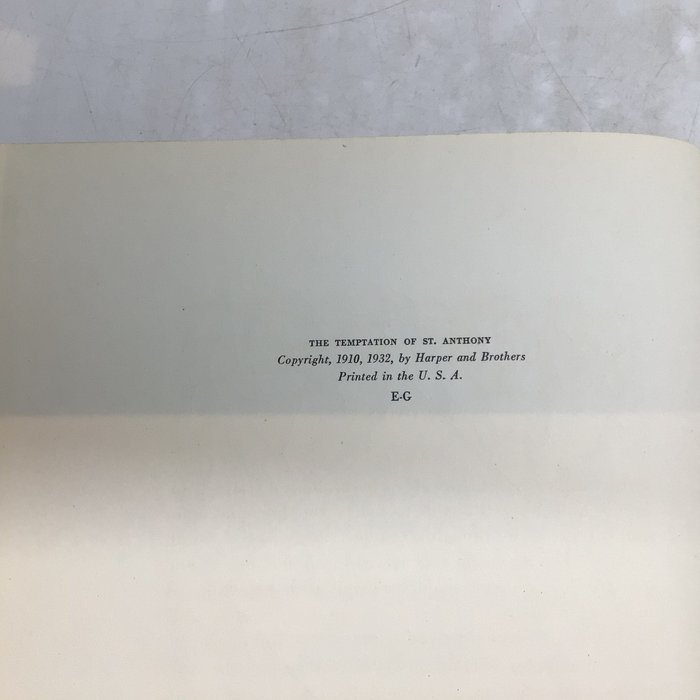 THE TEMPTATION OF ST. ANTHONY
Copyright, 1910, 1932, by Harper and Brothers
Printed in the U. S. A.
E-G